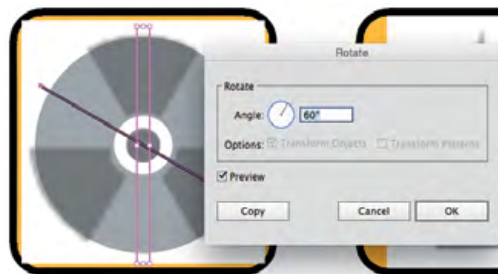 Rotate
Rotate
Angle: 60°
Options: Transform Objects Transform Patterns
Preview
Copy Cancel OK